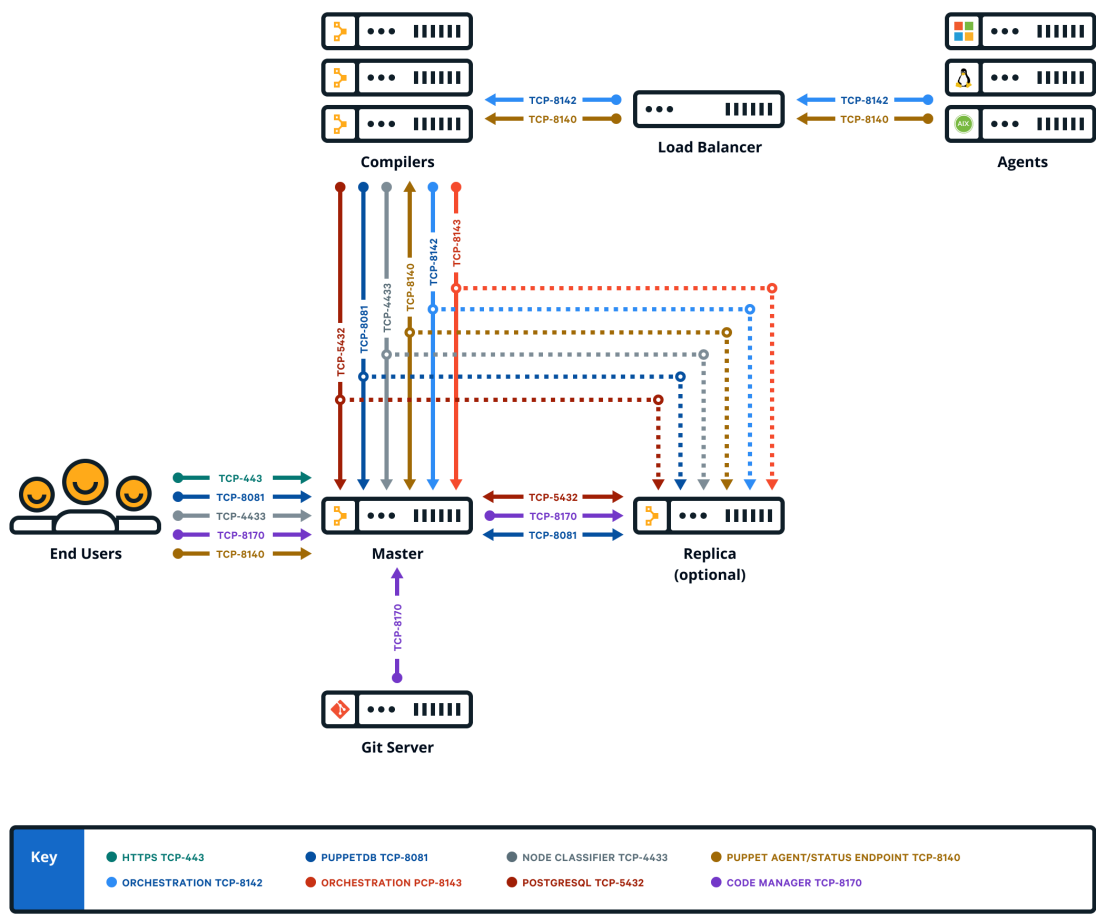 TCP-8142
TCP-8140
TCP-8142
TCP-8140
AIX
Compilers
Load Balancer
Agents
TCP-5432
TCP-8081
TCP-4433
TCP-8140
TCP-8142
TCP-8143
TCP-443
TCP-8081
TCP-4433
TCP-8170
TCP-8140
TCP-5432
TCP-8170
TCP-8081
End Users
Master
Replica
(optional)
TCP-8170
Git Server
Key
HTTPS TCP-443
PUPPETDB TCP-8081
NODE CLASSIFIER TCP-4433
PUPPET AGENT/STATUS ENDPOINT TCP-8140
ORCHESTRATION TCP-8142
ORCHESTRATION PCP-8143
POSTGRESQL TCP-5432
CODE MANAGER TCP-8170